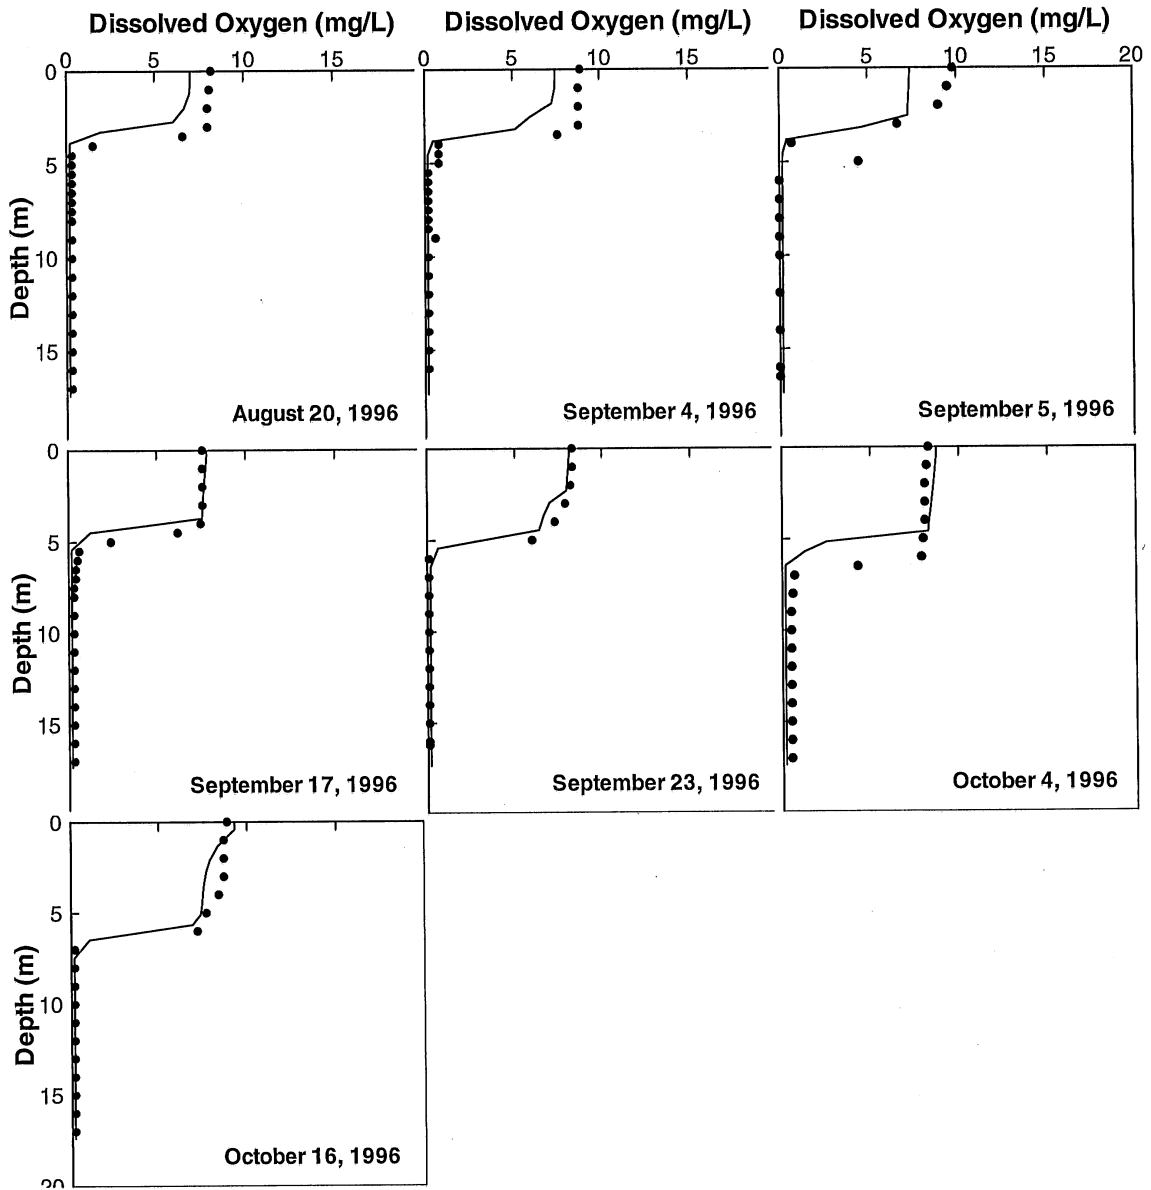 Dissolved Oxygen (mg/L) Dissolved Oxygen (mg/L) Dissolved Oxygen (mg/L)
0 5 10 15 0 5 10 15 0 5 10 15 20
0
5
10
15
Depth (m)
August 20, 1996 September 4, 1996 September 5, 1996
0
5
10
15
Depth (m)
September 17, 1996 September 23, 1996 October 4, 1996
0
5
10
15
20
Depth (m)
October 16, 1996